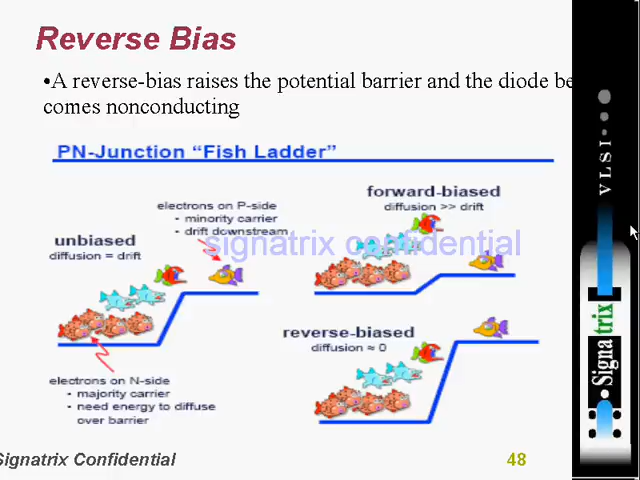 Reverse Bias
•A reverse-bias raises the potential barrier and the diode be
comes nonconducting
PN-Junction “Fish Ladder”
electrons on P-side
• minority carrier
• drift downstream
unbiased
diffusion = drift
forward-biased
diffusion >> drift
signatrix confidential
reverse-biased
diffusion ≈ 0
electrons on N-side
• majority carrier
• need energy to diffuse
over barrier
Signatrix Confidential
48
VLSI
Signatrix